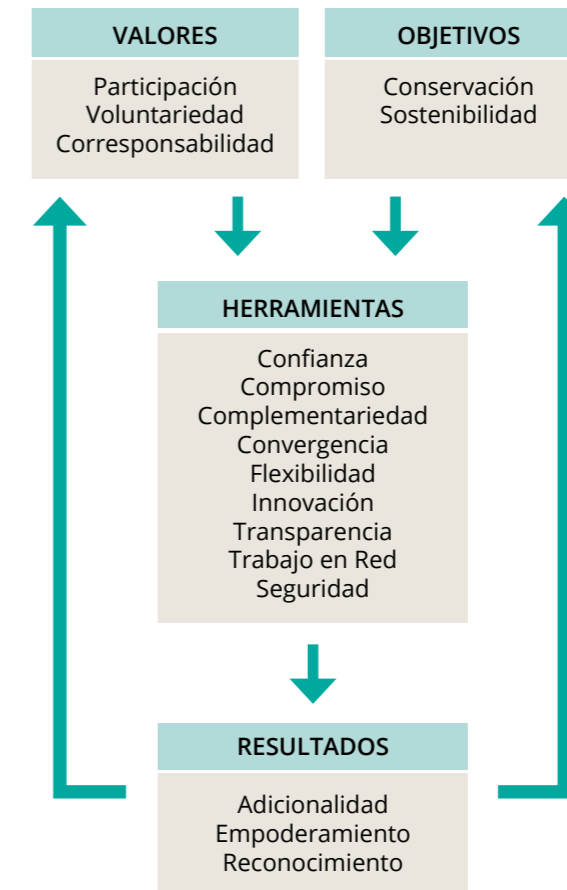 VALORES
Participación
Voluntariedad
Corresponsabilidad
OBJETIVOS
Conservación
Sostenibilidad
HERRAMIENTAS
Confianza
Compromiso
Complementariedad
Convergencia
Flexibilidad
Innovación
Transparencia
Trabajo en Red
Seguridad
RESULTADOS
Adicionalidad
Empoderamiento
Reconocimiento